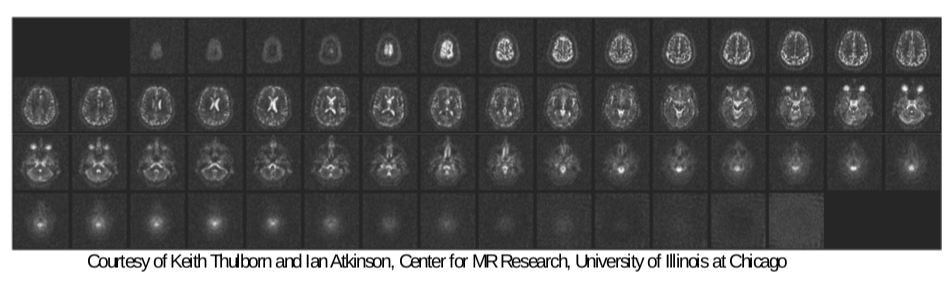 Courtesy of Keith Thulborn and Ian Atkinson, Center for MR Research, University of Illinois at Chicago